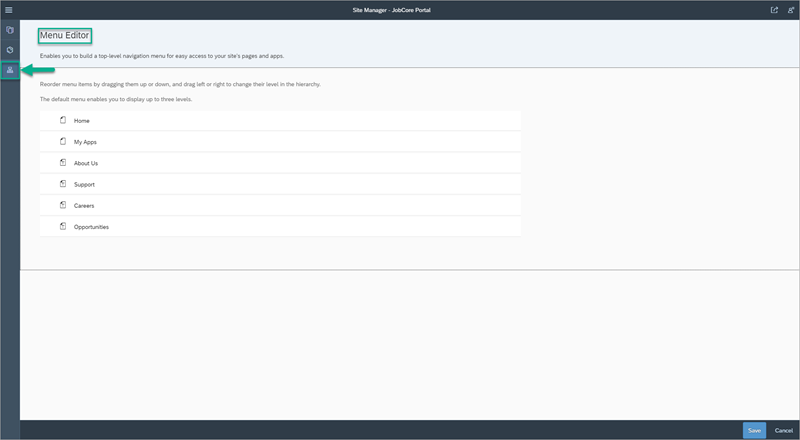 Site Manager - JobCore Portal
Menu Editor
Enables you to build a top-level navigation menu for easy access to your site's pages and apps.
Reorder menu items by dragging them up or down, and drag left or right to change their level in the hierarchy.
The default menu enables you to display up to three levels.
Home
My Apps
About Us
Support
Careers
Opportunities
Save Cancel